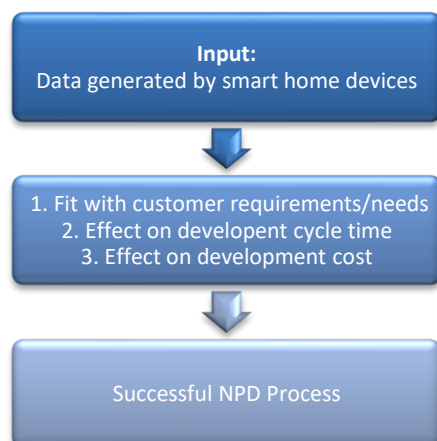 Input:
Data generated by smart home devices
1. Fit with customer requirements/needs
2. Effect on developent cycle time
3. Effect on development cost
Successful NPD Process